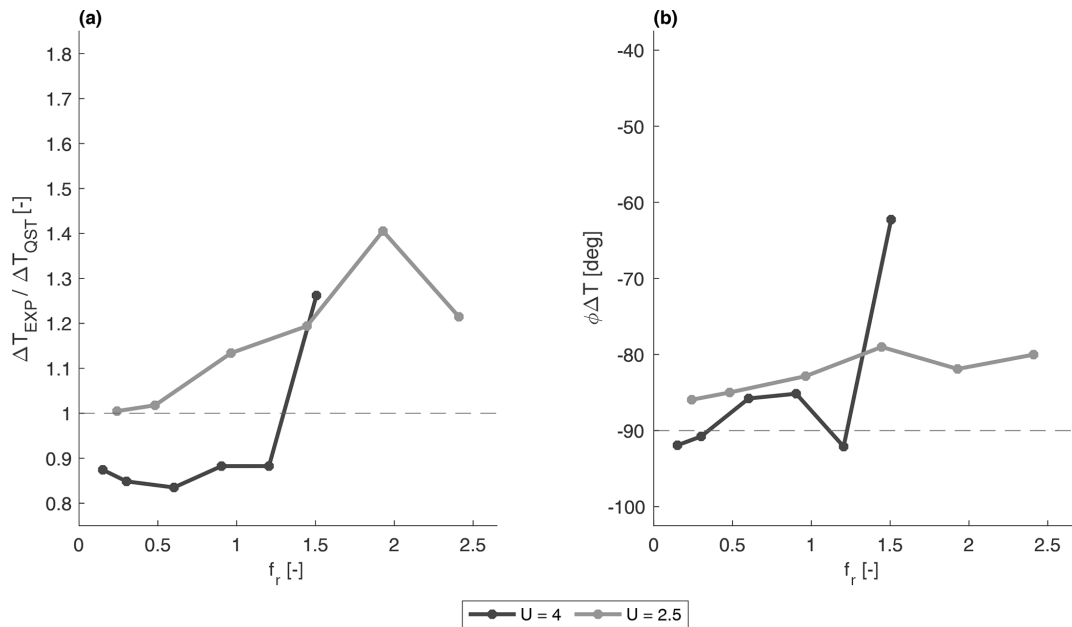 (a)
1.8
1.7
1.6
1.5
1.4
1.3
1.2
1.1
1
0.9
0.8
ΔT_EXP / ΔT_QST [-]
0 0.5 1 1.5 2 2.5
f_r [-]
(b)
-40
-50
-60
-70
-80
-90
-100
ϕΔT [deg]
0 0.5 1 1.5 2 2.5
f_r [-]
U = 4 U = 2.5